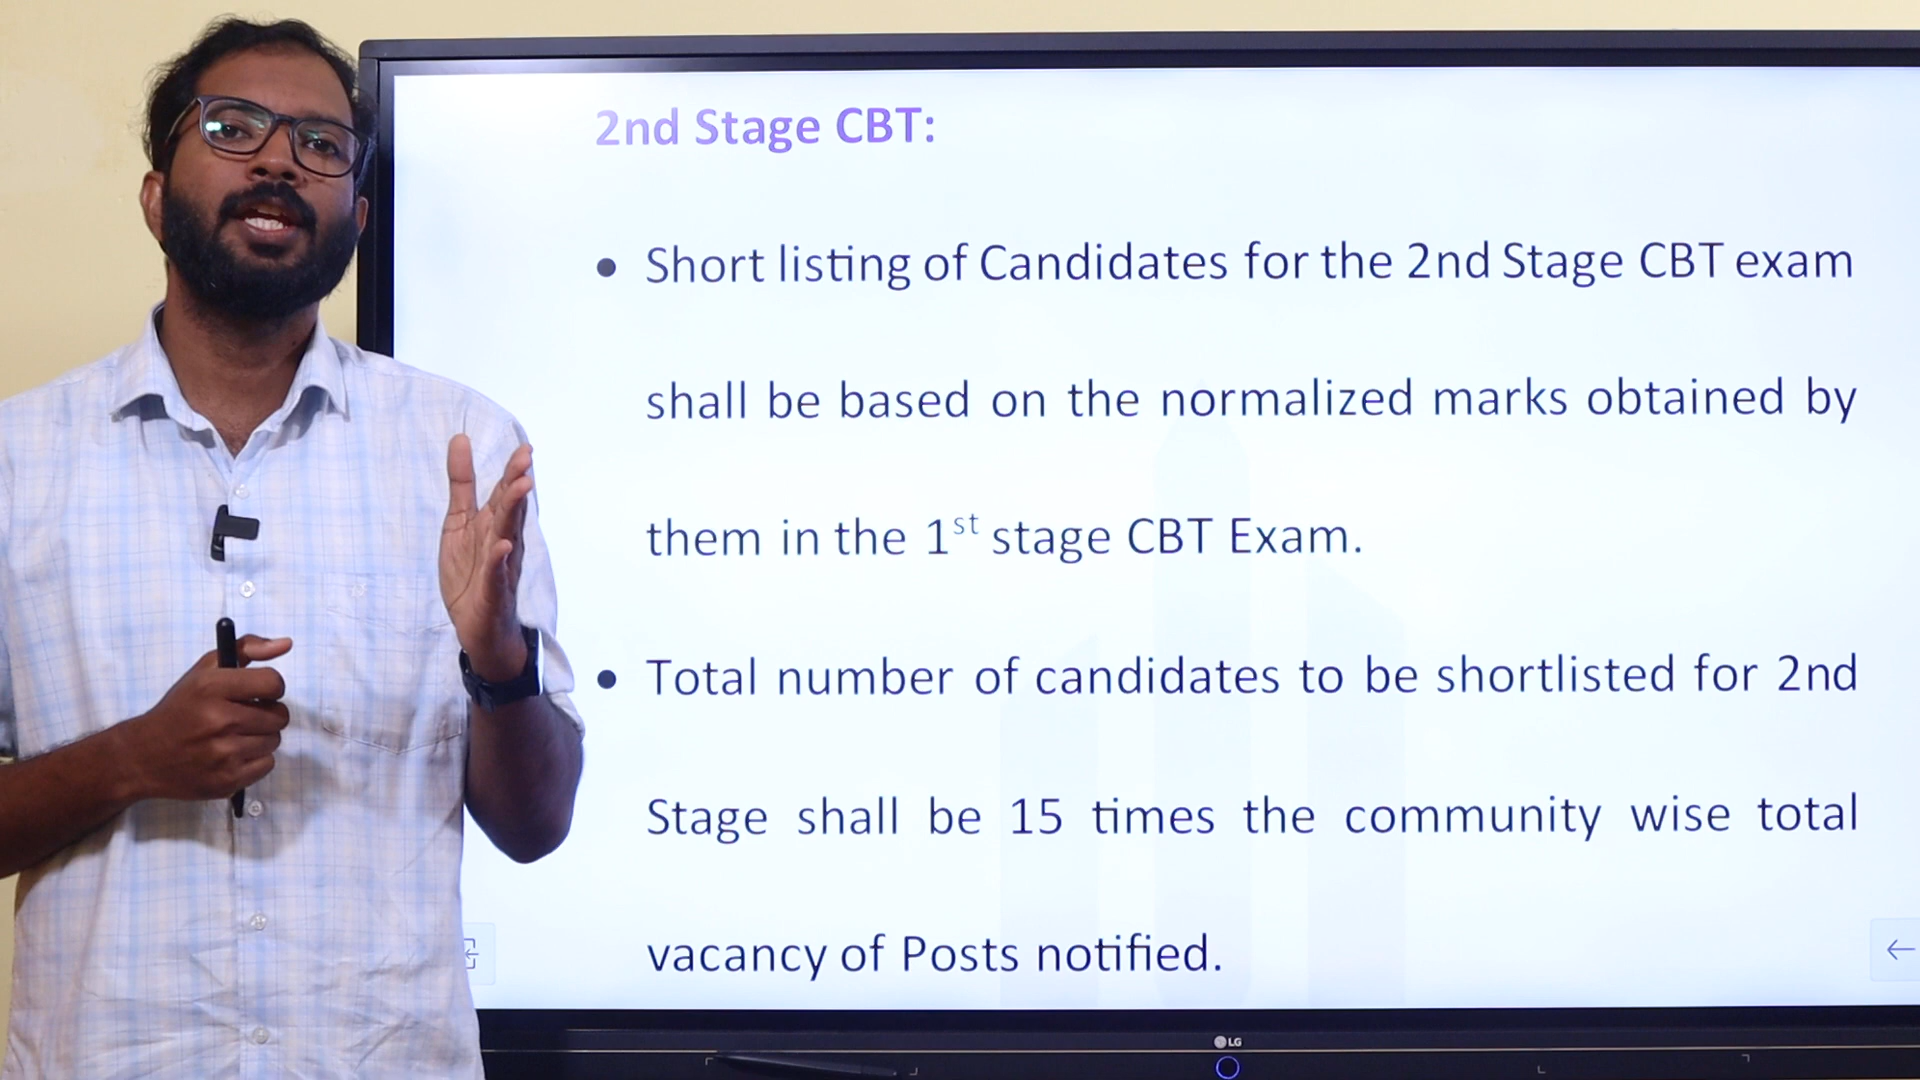 2nd Stage CBT:
• Short listing of Candidates for the 2nd Stage CBT exam
shall be based on the normalized marks obtained by
them in the 1st stage CBT Exam.
• Total number of candidates to be shortlisted for 2nd
Stage shall be 15 times the community wise total
vacancy of Posts notified.
LG